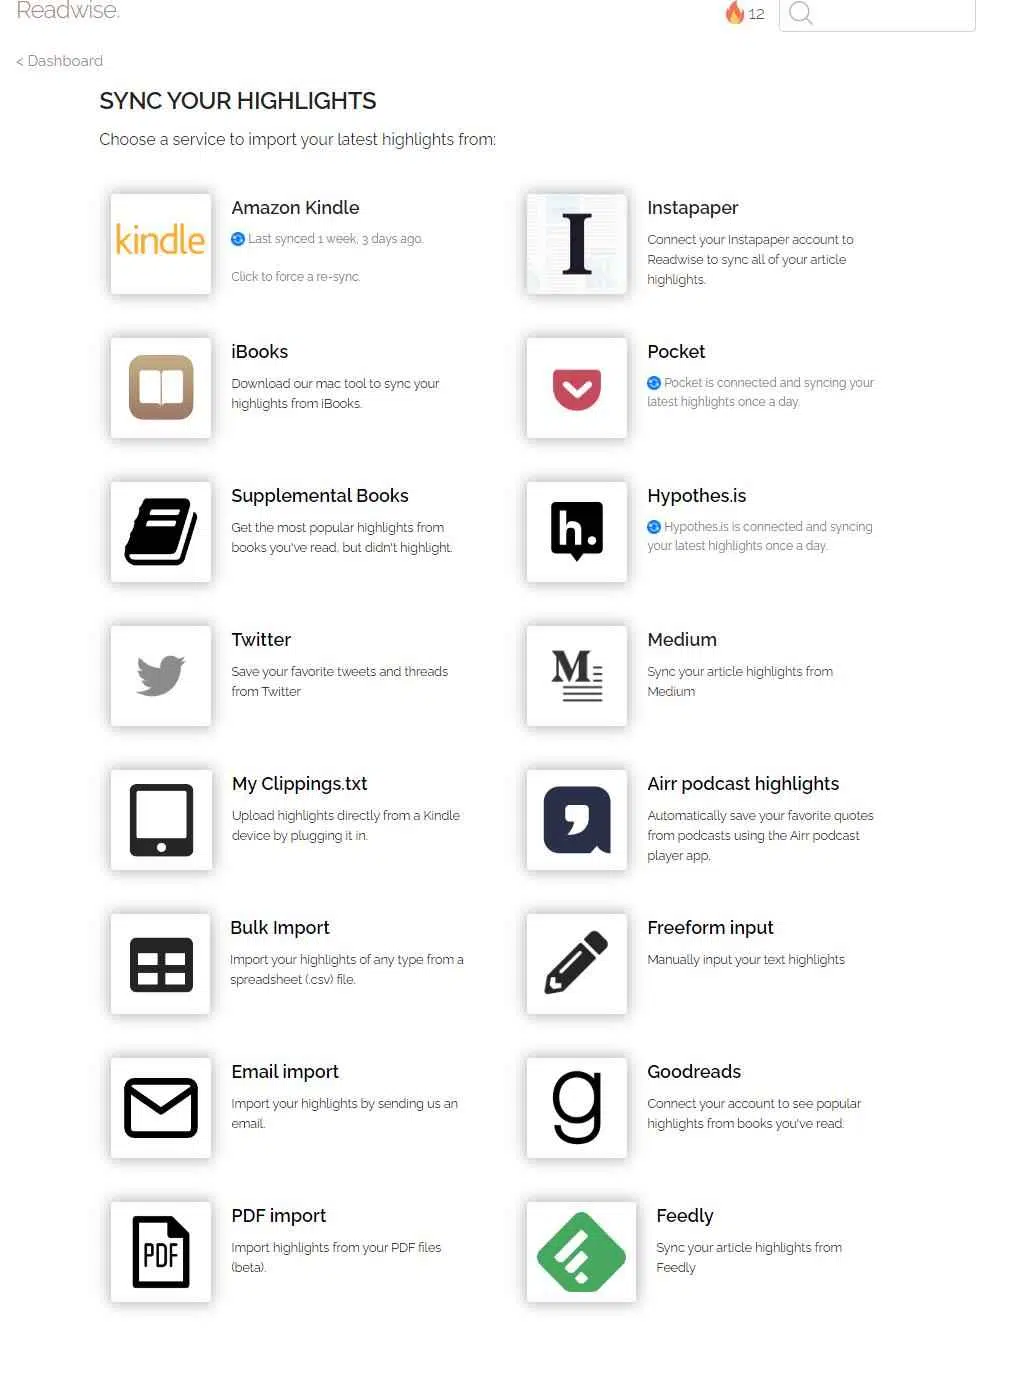 Readwise.
12
< Dashboard
SYNC YOUR HIGHLIGHTS
Choose a service to import your latest highlights from:
kindle
Amazon Kindle
Last synced 1 week, 3 days ago.
Click to force a re-sync.
I
Instapaper
Connect your Instapaper account to
Readwise to sync all of your article
highlights.
iBooks
Download our mac tool to sync your
highlights from iBooks.
Pocket
Pocket is connected and syncing your
latest highlights once a day.
Supplemental Books
Get the most popular highlights from
books you've read, but didn't highlight.
h.
Hypothes.is
Hypothes.is is connected and syncing
your latest highlights once a day.
Twitter
Save your favorite tweets and threads
from Twitter
M
Medium
Sync your article highlights from
Medium
My Clippings.txt
Upload highlights directly from a Kindle
device by plugging it in.
Airr podcast highlights
Automatically save your favorite quotes
from podcasts using the Airr podcast
player app.
Bulk Import
Import your highlights of any type from a
spreadsheet (.csv) file.
Freeform input
Manually input your text highlights
Email import
Import your highlights by sending us an
email.
g
Goodreads
Connect your account to see popular
highlights from books you've read.
PDF
PDF import
Import highlights from your PDF files
(beta).
Feedly
Sync your article highlights from
Feedly